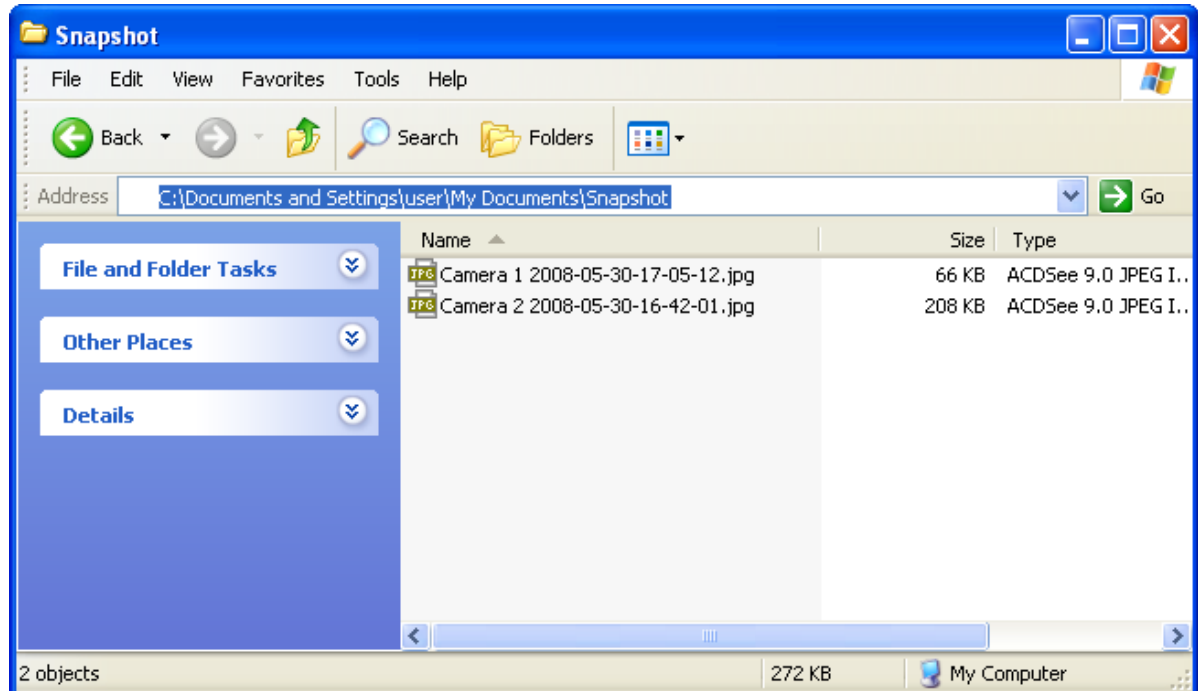 Snapshot
File Edit View Favorites Tools Help
Back Search Folders
Address C:\Documents and Settings\user\My Documents\Snapshot Go
Name Size Type
File and Folder Tasks
JPG Camera 1 2008-05-30-17-05-12.jpg 66 KB ACDSee 9.0 JPEG I...
JPG Camera 2 2008-05-30-16-42-01.jpg 208 KB ACDSee 9.0 JPEG I...
Other Places
Details
2 objects 272 KB My Computer